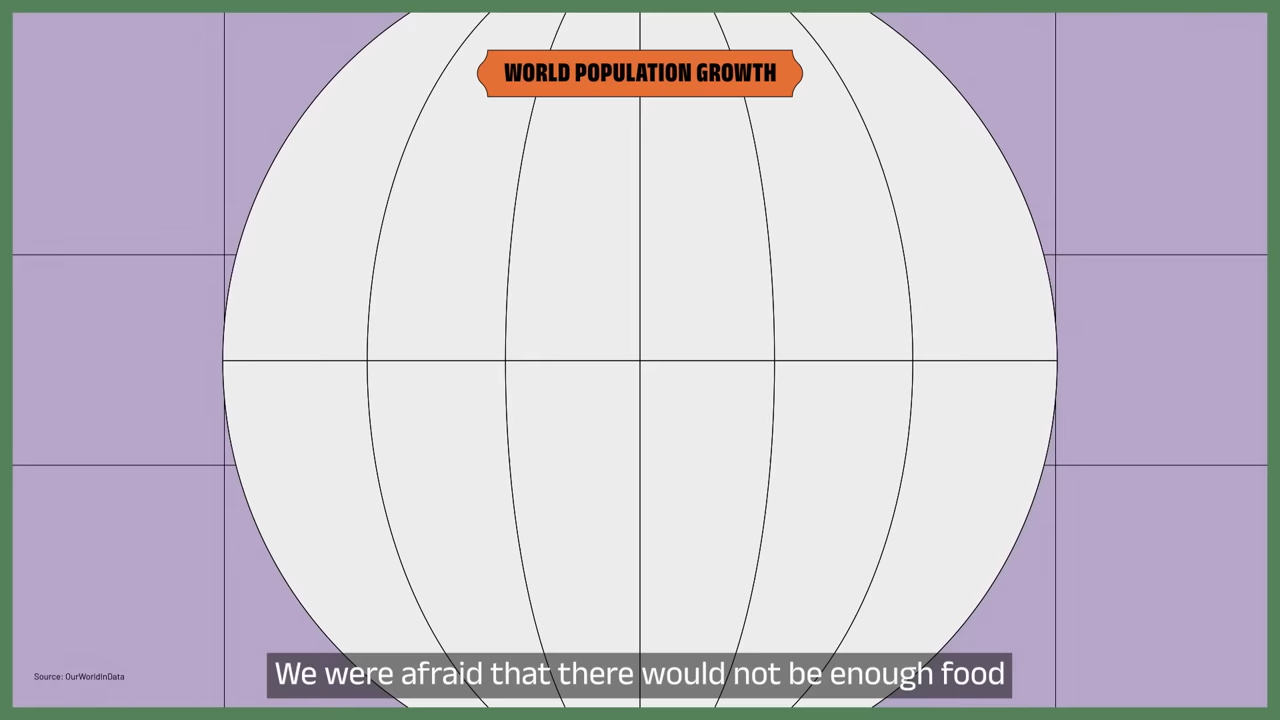 WORLD POPULATION GROWTH
Source: OurWorldInData
We were afraid that there would not be enough food